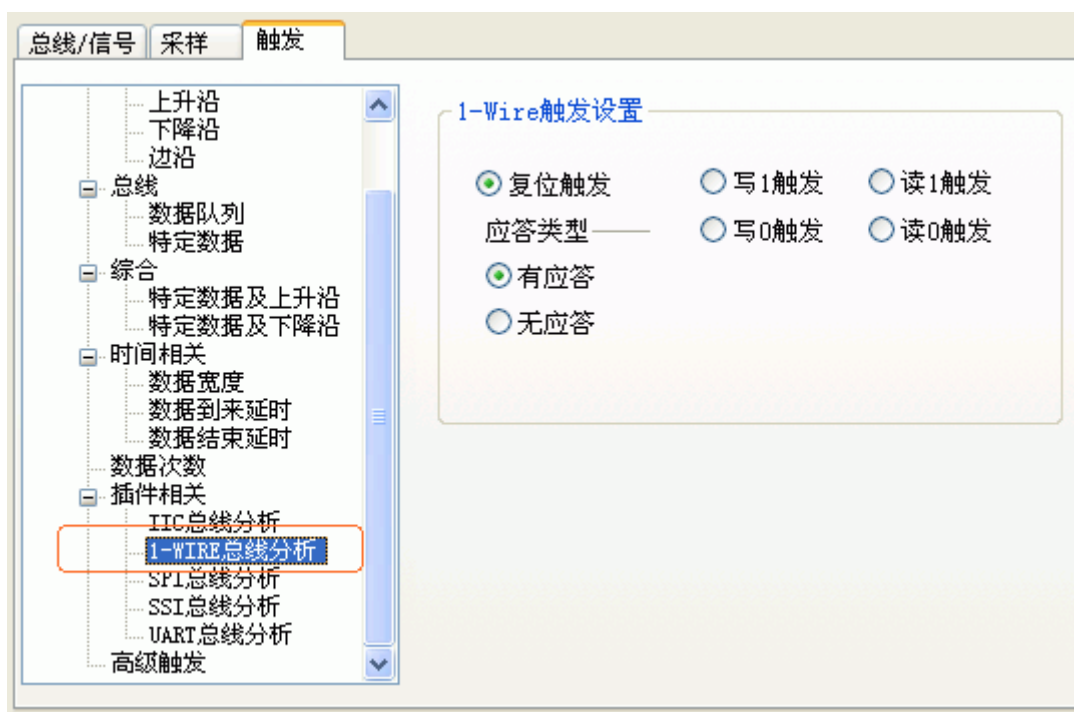 总线/信号 采样 触发
上升沿
下降沿
边沿
总线
数据队列
特定数据
综合
特定数据及上升沿
特定数据及下降沿
时间相关
数据宽度
数据到来延时
数据结束延时
数据次数
插件相关
IIC总线分析
1-WIRE总线分析
SPI总线分析
SSI总线分析
UART总线分析
高级触发
1-Wire触发设置
复位触发 写1触发 读1触发
应答类型 写0触发 读0触发
有应答
无应答